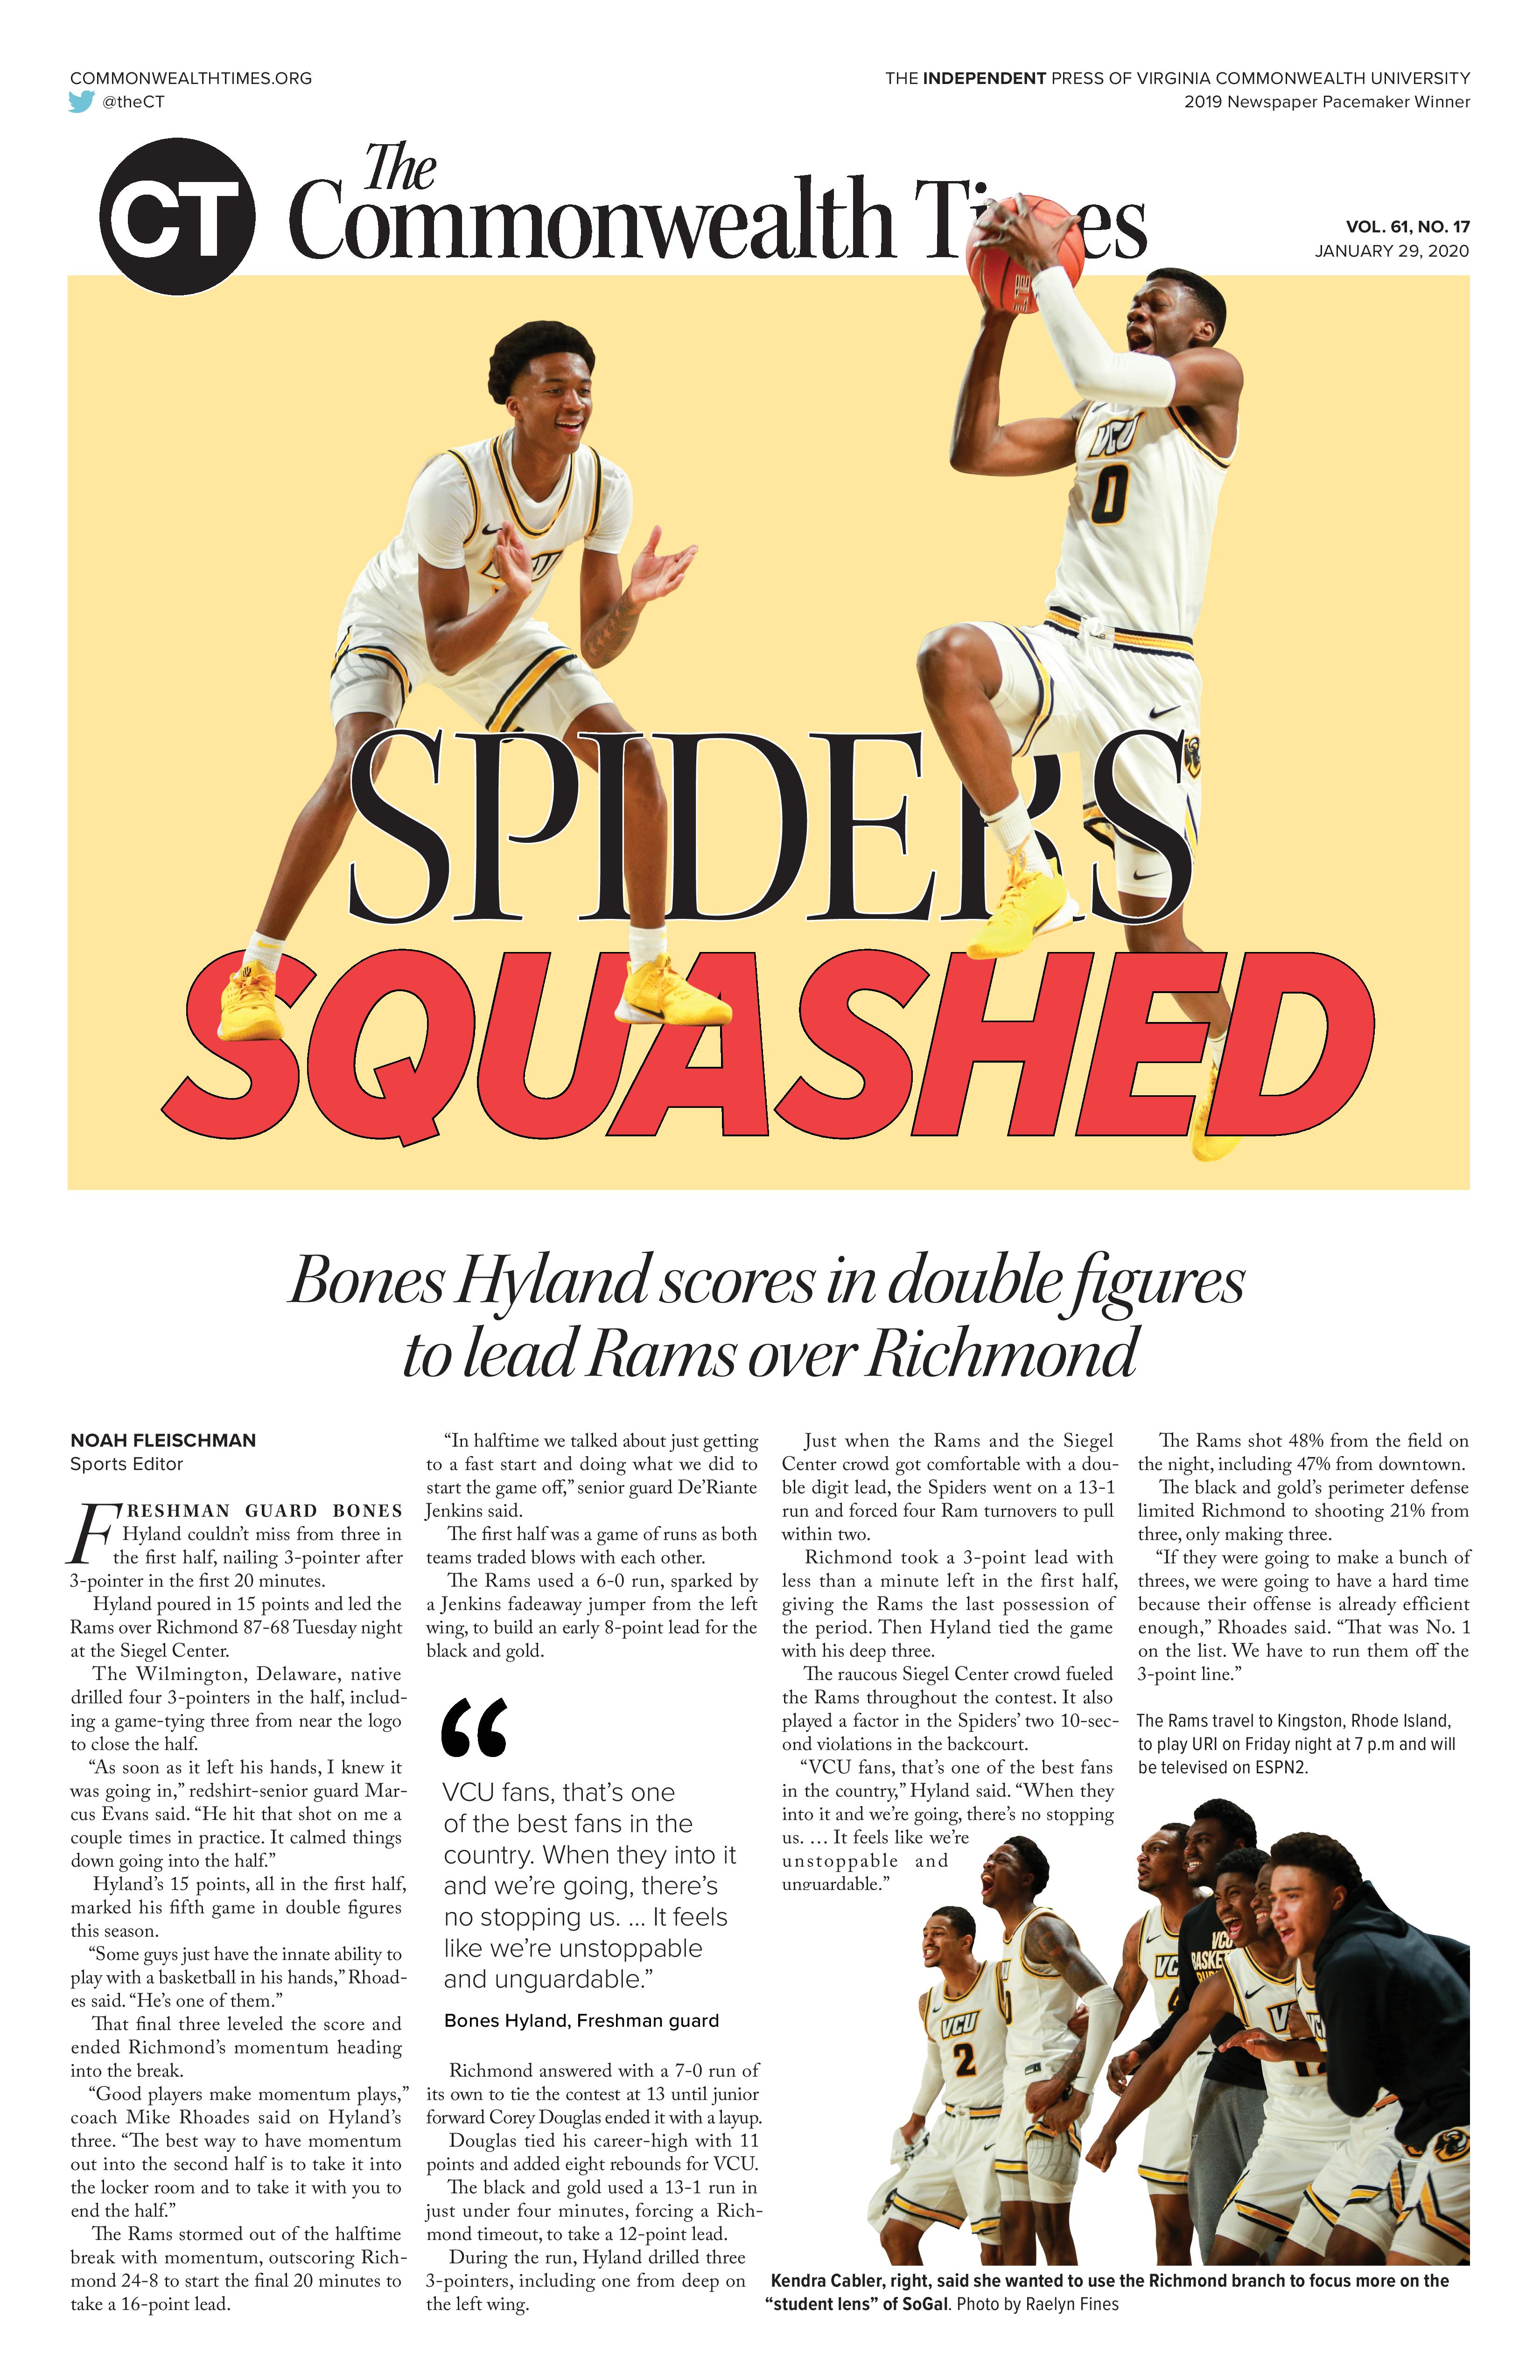 COMMONWEALTHTIMES.ORG
@theCT
THE INDEPENDENT PRESS OF VIRGINIA COMMONWEALTH UNIVERSITY
2019 Newspaper Pacemaker Winner
CT
The
Commonwealth Times
VOL. 61, NO. 17
JANUARY 29, 2020
VCU
VCU
0
SPIDERS
SQUASHED
Bones Hyland scores in double figures
to lead Rams over Richmond
NOAH FLEISCHMAN
Sports Editor
FRESHMAN GUARD BONES
Hyland couldn’t miss from three in
the first half, nailing 3-pointer after
3-pointer in the first 20 minutes.
Hyland poured in 15 points and led the
Rams over Richmond 87-68 Tuesday night
at the Siegel Center.
The Wilmington, Delaware, native
drilled four 3-pointers in the half, includ-
ing a game-tying three from near the logo
to close the half.
“As soon as it left his hands, I knew it
was going in,” redshirt-senior guard Mar-
cus Evans said. “He hit that shot on me a
couple times in practice. It calmed things
down going into the half.”
Hyland’s 15 points, all in the first half,
marked his fifth game in double figures
this season.
“Some guys just have the innate ability to
play with a basketball in his hands,” Rhoad-
es said. “He’s one of them.”
That final three leveled the score and
ended Richmond’s momentum heading
into the break.
“Good players make momentum plays,”
coach Mike Rhoades said on Hyland’s
three. “The best way to have momentum
out into the second half is to take it into
the locker room and to take it with you to
end the half.”
The Rams stormed out of the halftime
break with momentum, outscoring Rich-
mond 24-8 to start the final 20 minutes to
take a 16-point lead.
“In halftime we talked about just getting
to a fast start and doing what we did to
start the game off,” senior guard De’Riante
Jenkins said.
The first half was a game of runs as both
teams traded blows with each other.
The Rams used a 6-0 run, sparked by
a Jenkins fadeaway jumper from the left
wing, to build an early 8-point lead for the
black and gold.
“
VCU fans, that’s one
of the best fans in the
country. When they into it
and we’re going, there’s
no stopping us. ... It feels
like we’re unstoppable
and unguardable.”
Bones Hyland, Freshman guard
Richmond answered with a 7-0 run of
its own to tie the contest at 13 until junior
forward Corey Douglas ended it with a layup.
Douglas tied his career-high with 11
points and added eight rebounds for VCU.
The black and gold used a 13-1 run in
just under four minutes, forcing a Rich-
mond timeout, to take a 12-point lead.
During the run, Hyland drilled three
3-pointers, including one from deep on
the left wing.
Just when the Rams and the Siegel
Center crowd got comfortable with a dou-
ble digit lead, the Spiders went on a 13-1
run and forced four Ram turnovers to pull
within two.
Richmond took a 3-point lead with
less than a minute left in the first half,
giving the Rams the last possession of
the period. Then Hyland tied the game
with his deep three.
The raucous Siegel Center crowd fueled
the Rams throughout the contest. It also
played a factor in the Spiders’ two 10-sec-
ond violations in the backcourt.
“VCU fans, that’s one of the best fans
in the country,” Hyland said. “When they
into it and we’re going, there’s no stopping
us. … It feels like we’re
unstoppable and
unguardable.”
The Rams shot 48% from the field on
the night, including 47% from downtown.
The black and gold’s perimeter defense
limited Richmond to shooting 21% from
three, only making three.
“If they were going to make a bunch of
threes, we were going to have a hard time
because their offense is already efficient
enough,” Rhoades said. “That was No. 1
on the list. We have to run them off the
3-point line.”
The Rams travel to Kingston, Rhode Island,
to play URI on Friday night at 7 p.m and will
be televised on ESPN2.
VCU
2
Kendra Cabler, right, said she wanted to use the Richmond branch to focus more on the
“student lens” of SoGal. Photo by Raelyn Fines